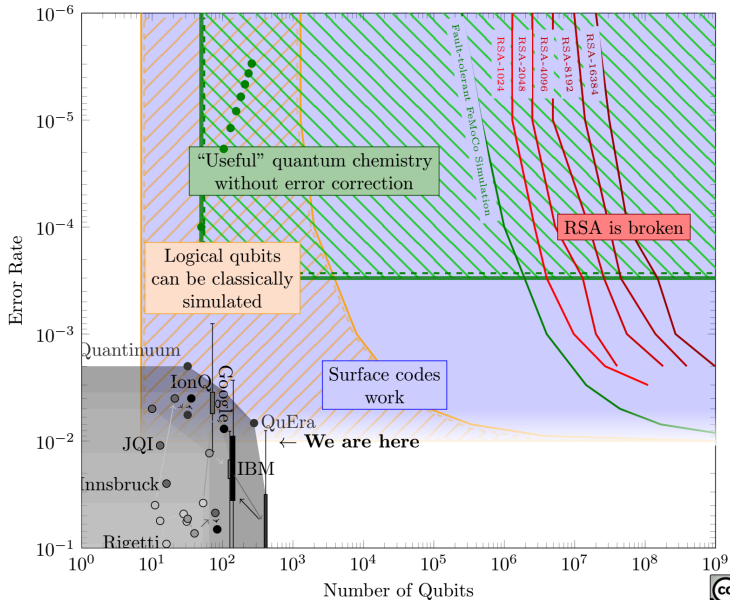 10⁻⁶
10⁻⁵
10⁻⁴
10⁻³
10⁻²
10⁻¹
Error Rate
Fault-tolerant FeMoCo Simulation
RSA-1024
RSA-2048
RSA-4096
RSA-8192
RSA-16384
“Useful” quantum chemistry
without error correction
RSA is broken
Logical qubits
can be classically
simulated
Surface codes
work
Quantinuum
IonQ
Google
QuEra
← We are here
JQI
IBM
Innsbruck
Rigetti
10⁰ 10¹ 10² 10³ 10⁴ 10⁵ 10⁶ 10⁷ 10⁸ 10⁹
Number of Qubits
cc